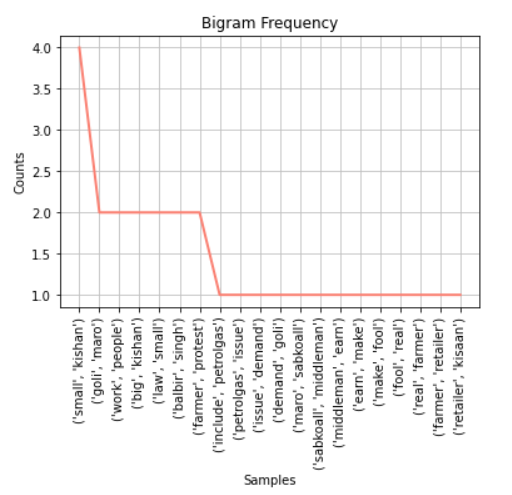 Bigram Frequency
4.0
3.5
3.0
2.5
2.0
1.5
1.0
Counts
('small', 'kishan')
('goli', 'maro')
('work', 'people')
('big', 'kishan')
('law', 'small')
('balbir', 'singh')
('farmer', 'protest')
('include', 'petrolgas')
('petrolgas', 'issue')
('issue', 'demand')
('demand', 'goli')
('maro', 'sabkoall')
('sabkoall', 'middleman')
('middleman', 'earn')
('earn', 'make')
('make', 'fool')
('fool', 'real')
('real', 'farmer')
('farmer', 'retailer')
('retailer', 'kisaan')
Samples